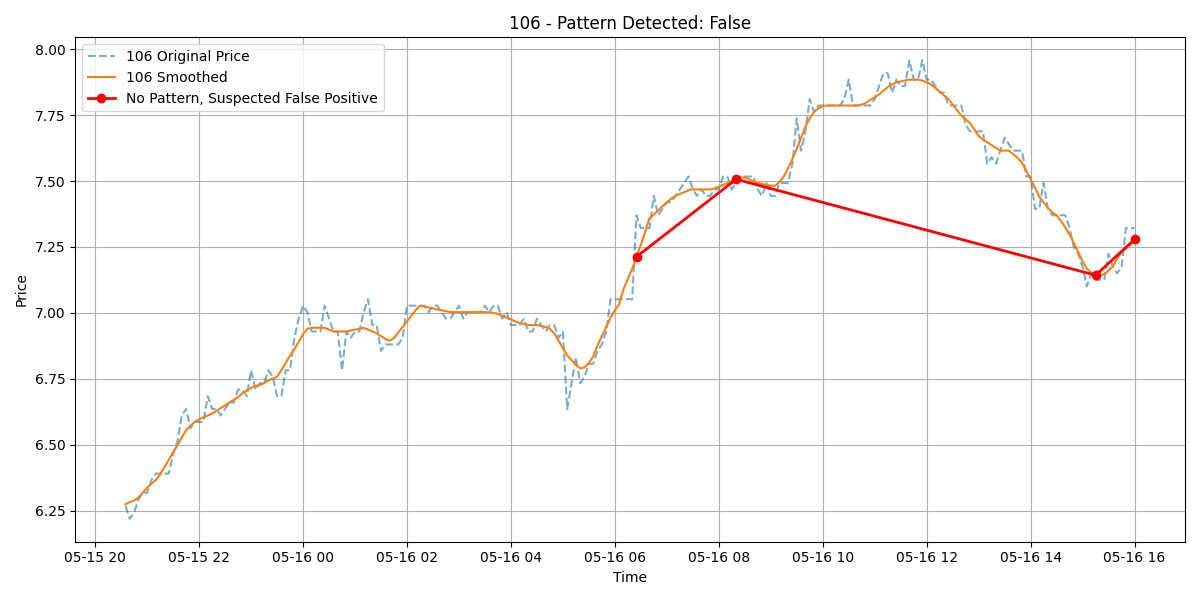 106 - Pattern Detected: False
106 Original Price
106 Smoothed
No Pattern, Suspected False Positive
Price
8.00
7.75
7.50
7.25
7.00
6.75
6.50
6.25
05-15 20 05-15 22 05-16 00 05-16 02 05-16 04 05-16 06 05-16 08 05-16 10 05-16 12 05-16 14 05-16 16
Time